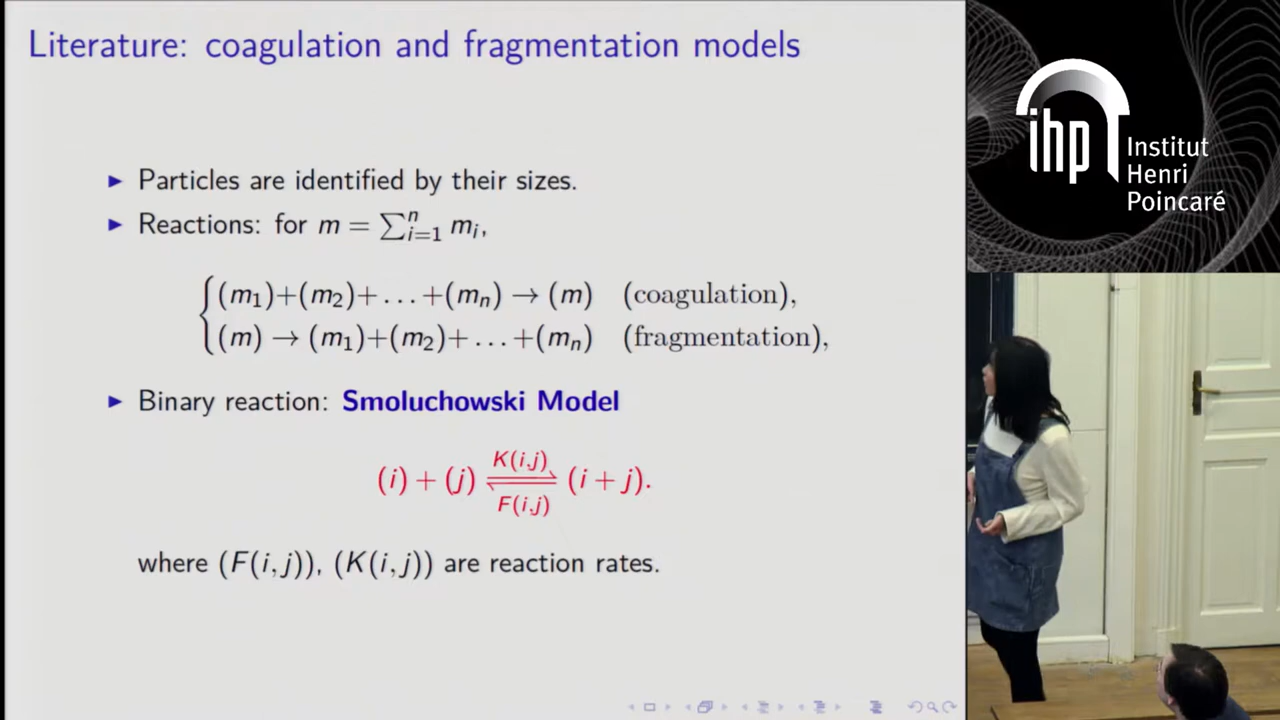 Literature: coagulation and fragmentation models
▶ Particles are identified by their sizes.
▶ Reactions: for m = ∑ⁿᵢ₌₁ mᵢ,
{(m₁)+(m₂)+...+(mₙ) → (m) (coagulation),
(m) → (m₁)+(m₂)+...+(mₙ) (fragmentation),
▶ Binary reaction: Smoluchowski Model
K(i,j)
(i) + (j) ⇌ (i + j).
F(i,j)
where (F(i,j)), (K(i,j)) are reaction rates.
ihp
Institut
Henri
Poincaré